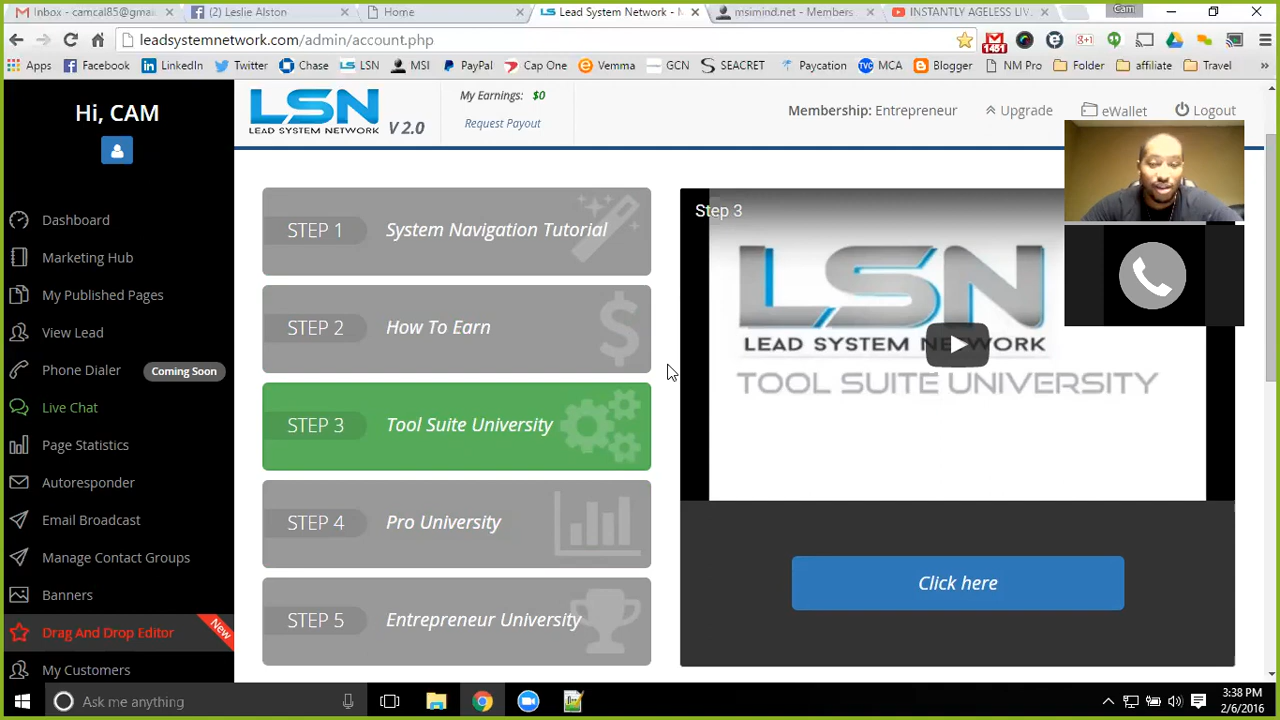 Inbox - camcal85@gmai
(2) Leslie Alston
Home
Lead System Network -
msimind.net - Members
INSTANTLY AGELESS LIV
Cam
leadsystemnetwork.com/admin/account.php
1451
Apps
Facebook
LinkedIn
Twitter
Chase
LSN
MSI
PayPal
Cap One
Vemma
GCN
SEACRET
Paycation
MCA
Blogger
NM Pro
Folder
affiliate
Travel
Hi, CAM
LSN
LEAD SYSTEM NETWORK
V 2.0
My Earnings: $0
Request Payout
Membership: Entrepreneur
Upgrade
eWallet
Logout
Dashboard
Marketing Hub
My Published Pages
View Lead
Phone Dialer
Coming Soon
Live Chat
Page Statistics
Autoresponder
Email Broadcast
Manage Contact Groups
Banners
Drag And Drop Editor
New
My Customers
STEP 1 System Navigation Tutorial
STEP 2 How To Earn
STEP 3 Tool Suite University
STEP 4 Pro University
STEP 5 Entrepreneur University
Step 3
LSN
LEAD SYSTEM NETWORK
TOOL SUITE UNIVERSITY
Click here
Ask me anything
3:38 PM
2/6/2016